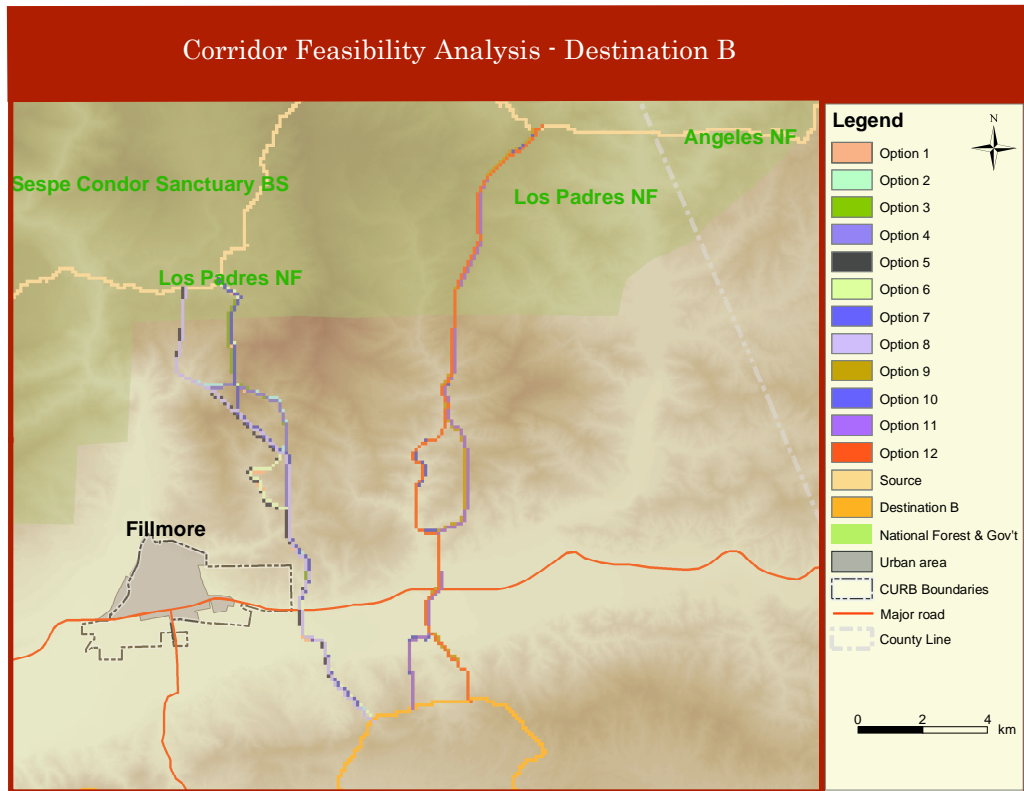 Corridor Feasibility Analysis - Destination B
Angeles NF
Sespe Condor Sanctuary BS
Los Padres NF
Los Padres NF
Fillmore
Legend
N
Option 1
Option 2
Option 3
Option 4
Option 5
Option 6
Option 7
Option 8
Option 9
Option 10
Option 11
Option 12
Source
Destination B
National Forest & Gov't
Urban area
CURB Boundaries
Major road
County Line
0 2 4
km